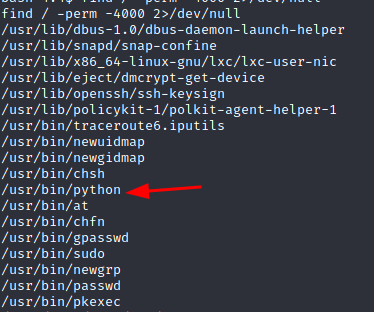 find / -perm -4000 2>/dev/null
/usr/lib/dbus-1.0/dbus-daemon-launch-helper
/usr/lib/snapd/snap-confine
/usr/lib/x86_64-linux-gnu/lxc/lxc-user-nic
/usr/lib/eject/dmcrypt-get-device
/usr/lib/openssh/ssh-keysign
/usr/lib/policykit-1/polkit-agent-helper-1
/usr/bin/traceroute6.iputils
/usr/bin/newuidmap
/usr/bin/newgidmap
/usr/bin/chsh
/usr/bin/python
/usr/bin/at
/usr/bin/chfn
/usr/bin/gpasswd
/usr/bin/sudo
/usr/bin/newgrp
/usr/bin/passwd
/usr/bin/pkexec